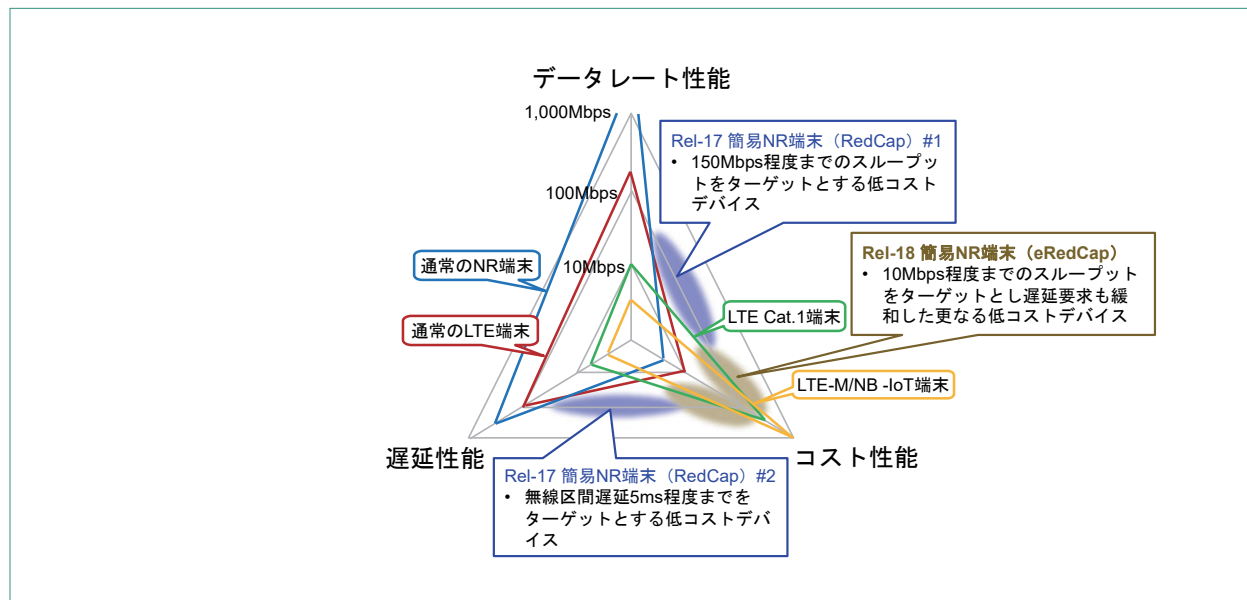 データレート性能
1,000Mbps
100Mbps
10Mbps
Rel-17 簡易NR端末（RedCap）#1
• 150Mbps程度までのスループッ
トをターゲットとする低コスト
デバイス
通常のNR端末
Rel-18 簡易NR端末（eRedCap）
• 10Mbps程度までのスループット
をターゲットとし遅延要求も緩
和した更なる低コストデバイス
通常のLTE端末
LTE Cat.1端末
LTE-M/NB -IoT端末
遅延性能
コスト性能
Rel-17 簡易NR端末（RedCap）#2
• 無線区間遅延5ms程度までを
ターゲットとする低コストデバ
イス